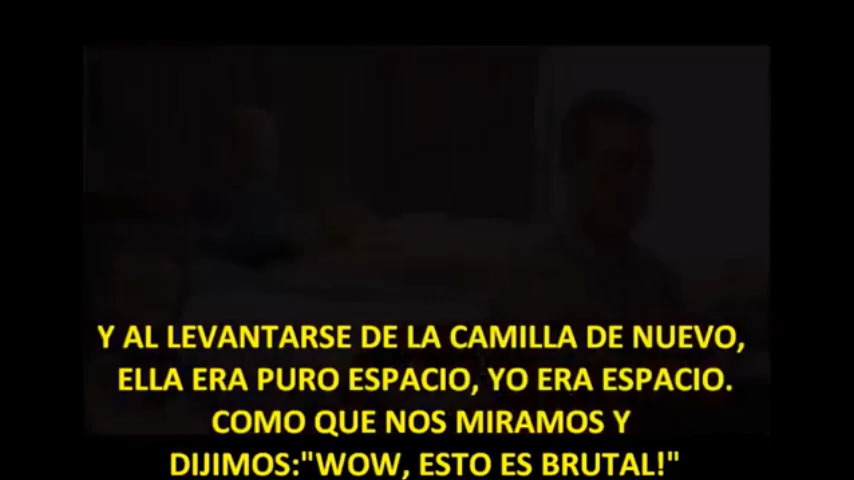 Y AL LEVANTARSE DE LA CAMILLA DE NUEVO,
ELLA ERA PURO ESPACIO, YO ERA ESPACIO.
COMO QUE NOS MIRAMOS Y
DIJIMOS:"WOW, ESTO ES BRUTAL!"